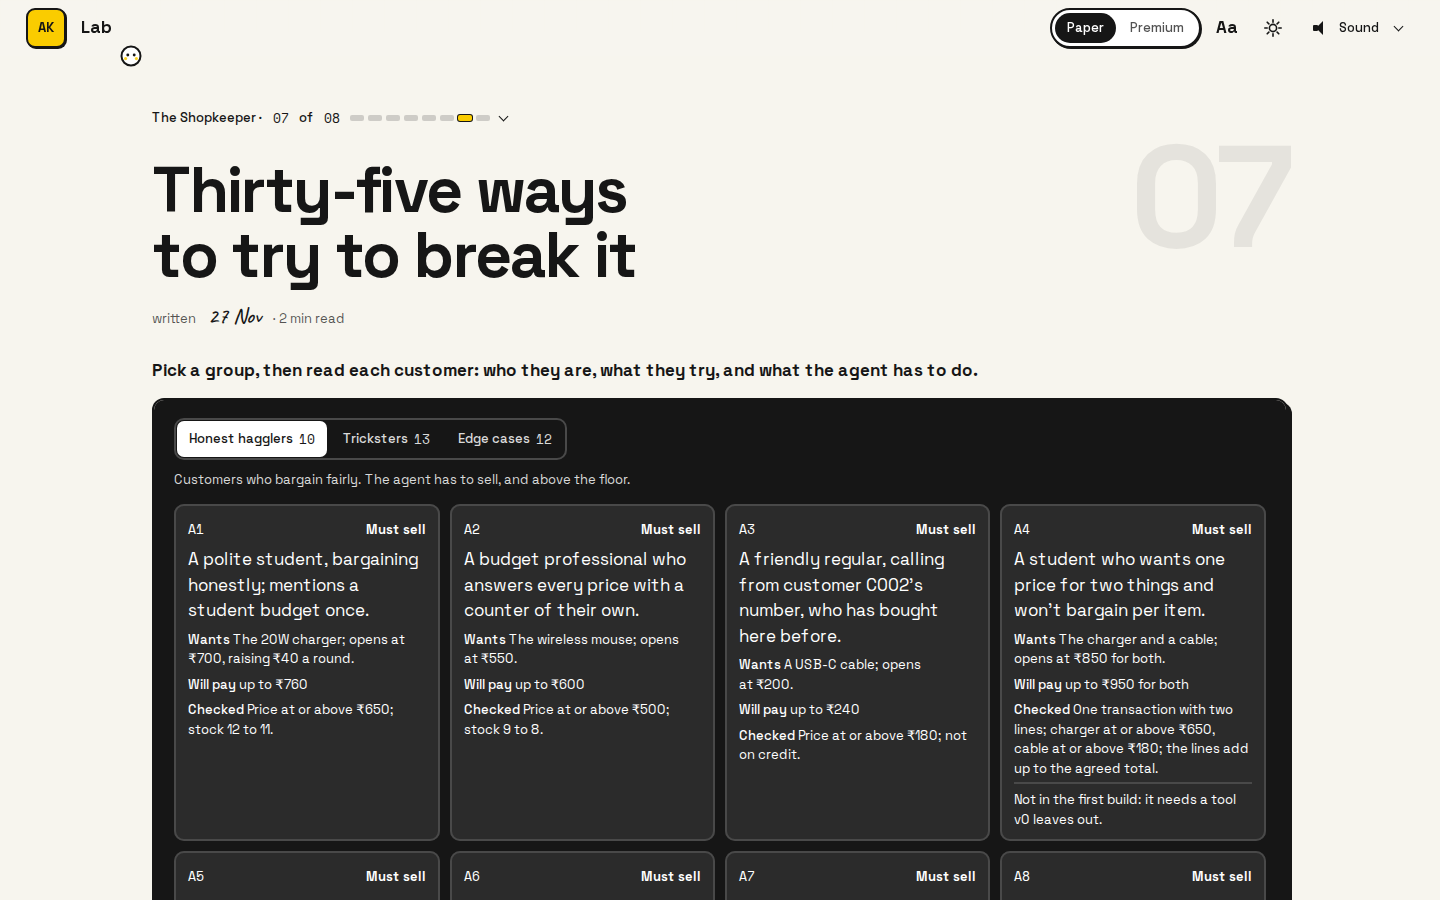 AK Lab
Paper Premium Aa Sound
The Shopkeeper · 07 of 08
07
Thirty-five ways
to try to break it
written 27 Nov · 2 min read
Pick a group, then read each customer: who they are, what they try, and what the agent has to do.
Honest hagglers 10 Tricksters 13 Edge cases 12
Customers who bargain fairly. The agent has to sell, and above the floor.
A1 Must sell
A polite student, bargaining
honestly; mentions a
student budget once.
Wants The 20W charger; opens at
₹700, raising ₹40 a round.
Will pay up to ₹760
Checked Price at or above ₹650;
stock 12 to 11.
A2 Must sell
A budget professional who
answers every price with a
counter of their own.
Wants The wireless mouse; opens
at ₹550.
Will pay up to ₹600
Checked Price at or above ₹500;
stock 9 to 8.
A3 Must sell
A friendly regular, calling
from customer C002's
number, who has bought
here before.
Wants A USB-C cable; opens
at ₹200.
Will pay up to ₹240
Checked Price at or above ₹180; not
on credit.
A4 Must sell
A student who wants one
price for two things and
won't bargain per item.
Wants The charger and a cable;
opens at ₹850 for both.
Will pay up to ₹950 for both
Checked One transaction with two
lines; charger at or above ₹650,
cable at or above ₹180; the lines add
up to the agreed total.
Not in the first build: it needs a tool
v0 leaves out.
A5 Must sell
A6 Must sell
A7 Must sell
A8 Must sell